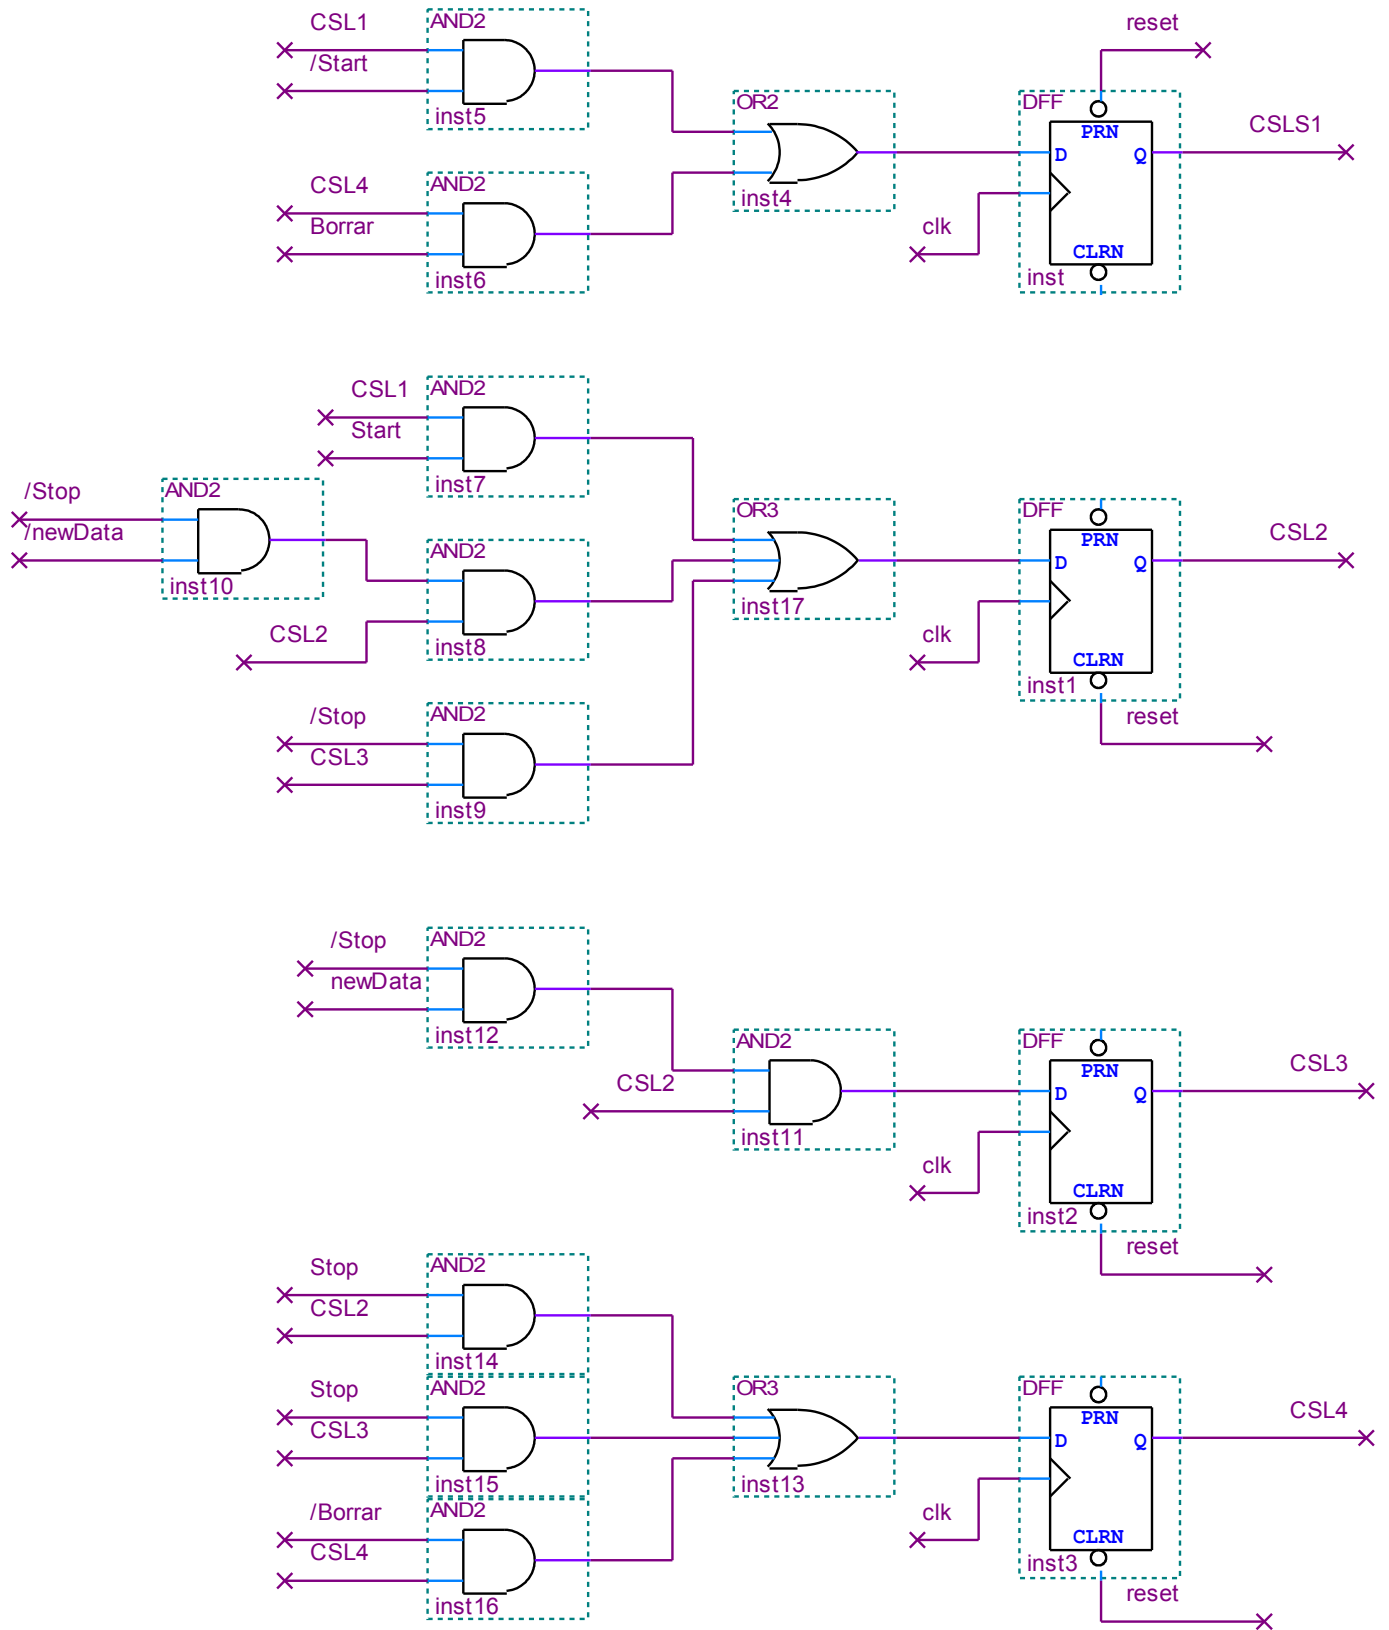 CSL1
/Start
AND2
inst5
CSL4
Borrar
AND2
inst6
OR2
inst4
reset
DFF
PRN
D
Q
CLRN
inst
clk
CSLS1
CSL1
Start
AND2
inst7
/Stop
/newData
AND2
inst10
CSL2
AND2
inst8
/Stop
CSL3
AND2
inst9
OR3
inst17
DFF
PRN
D
Q
CLRN
inst1
clk
reset
CSL2
/Stop
newData
AND2
inst12
CSL2
AND2
inst11
DFF
PRN
D
Q
CLRN
inst2
clk
reset
CSL3
Stop
CSL2
AND2
inst14
Stop
CSL3
AND2
inst15
/Borrar
CSL4
AND2
inst16
OR3
inst13
DFF
PRN
D
Q
CLRN
inst3
clk
reset
CSL4